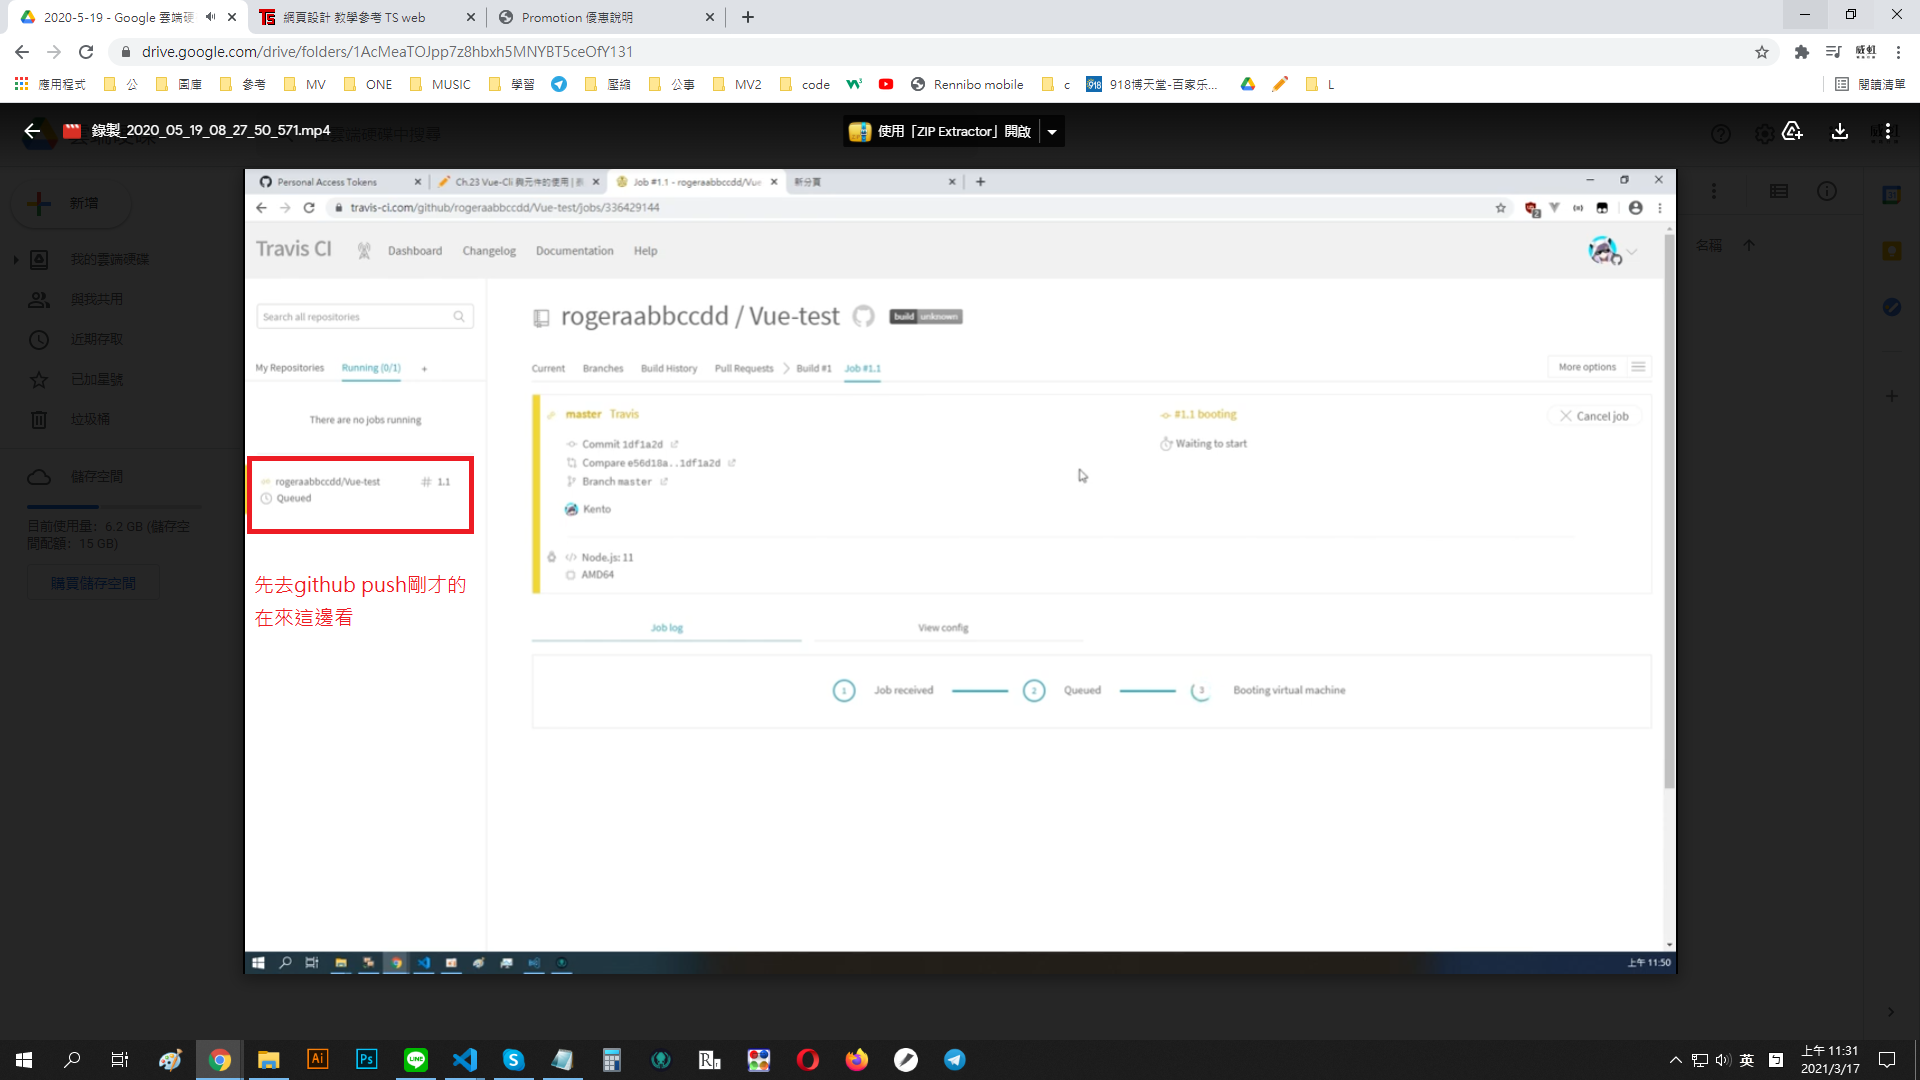 2020-5-19 - Google 雲端硬
網頁設計 教學參考 TS web
Promotion 優惠說明
drive.google.com/drive/folders/1AcMeaTOJpp7z8hbxh5MNYBT5ceOfY131
應用程式
公
圖庫
參考
MV
ONE
MUSIC
學習
壓縮
公事
MV2
code
Rennibo mobile
c
918博天堂-百家乐...
L
閱讀清單
錄製_2020_05_19_08_27_50_571.mp4
使用「ZIP Extractor」開啟
新增
我的雲端硬碟
與我共用
近期存取
已加星號
垃圾桶
儲存空間
目前使用量：6.2 GB (儲存空
間配額：15 GB)
購買儲存空間
名稱
Personal Access Tokens
Ch.23 Vue-Cli 與元件的使用 |
Job #1.1 - rogeraabbccdd/Vue
新分頁
travis-ci.com/github/rogeraabbccdd/Vue-test/jobs/336429144
Travis CI
Dashboard
Changelog
Documentation
Help
Search all repositories
My Repositories
Running (0/1)
+
There are no jobs running
rogeraabbccdd/Vue-test
# 1.1
Queued
先去github push剛才的
在來這邊看
rogeraabbccdd / Vue-test
build unknown
Current
Branches
Build History
Pull Requests
Build #1
Job #1.1
More options
master Travis
Commit 1df1a2d
Compare e56d18a..1df1a2d
Branch master
Kento
Node.js: 11
AMD64
#1.1 booting
Waiting to start
Cancel job
Job log
View config
1 Job received
2 Queued
3 Booting virtual machine
上午 11:50
英
上午 11:31
2021/3/17